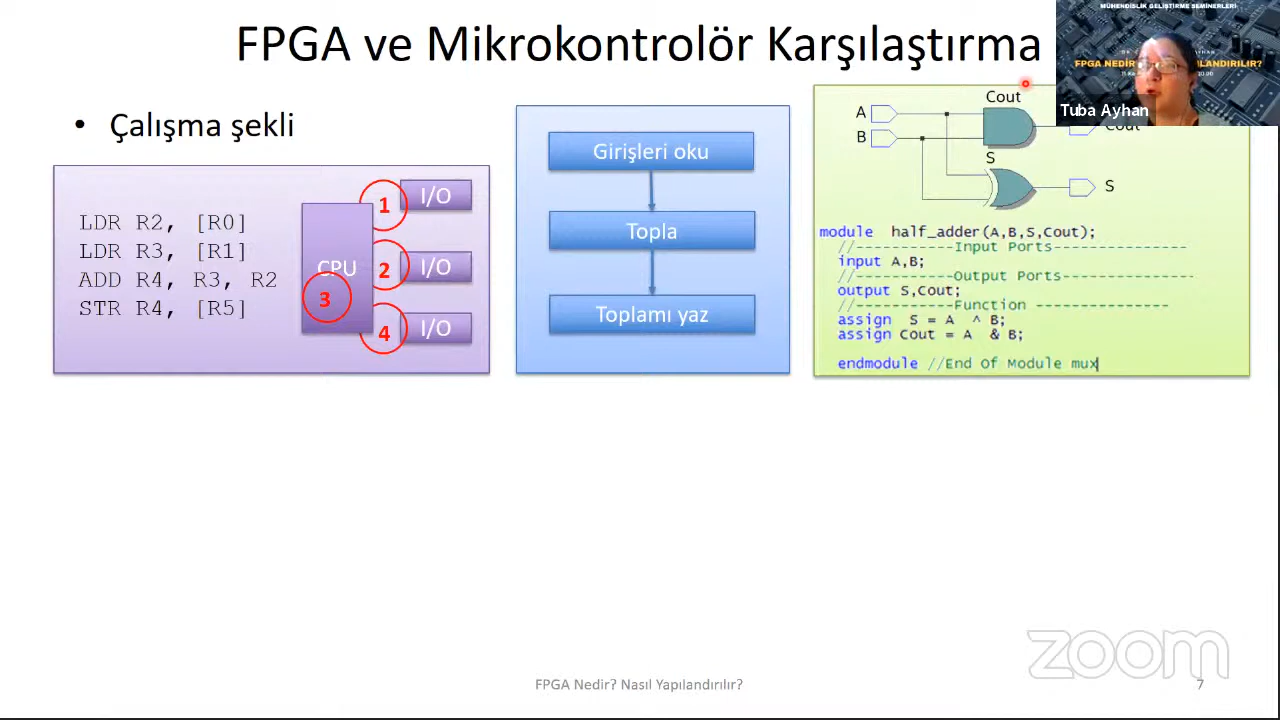 FPGA ve Mikrokontrolör Karşılaştırma
MÜHENDİSLİK GELİŞTİRME SEMİNERLERİ
FPGA NEDİR
Tuba Ayhan
• Çalışma şekli
LDR R2, [R0]
LDR R3, [R1]
ADD R4, R3, R2
STR R4, [R5]
CPU
1
I/O
2
I/O
3
4
I/O
Girişleri oku
Topla
Toplamı yaz
Cout
A
B
Cout
S
S
module half_adder(A,B,S,Cout);
//-----------Input Ports---------------
input A,B;
//-----------Output Ports---------------
output S,Cout;
//-----------Function ---------------
assign S = A ^ B;
assign Cout = A & B;
endmodule //End Of Module mux
zoom
FPGA Nedir? Nasıl Yapılandırılır?
7